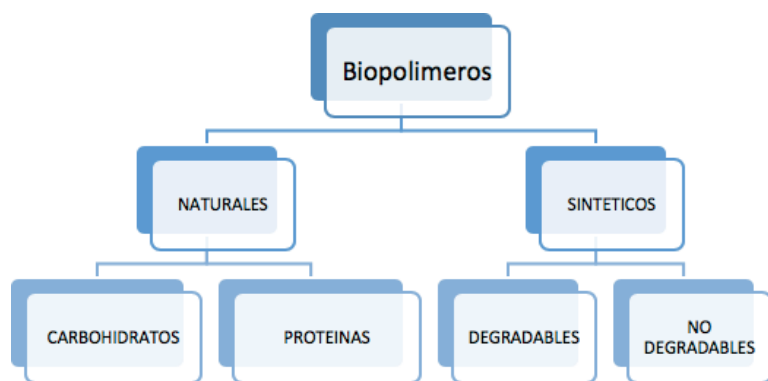 Biopolimeros
NATURALES
SINTETICOS
CARBOHIDRATOS
PROTEINAS
DEGRADABLES
NO
DEGRADABLES